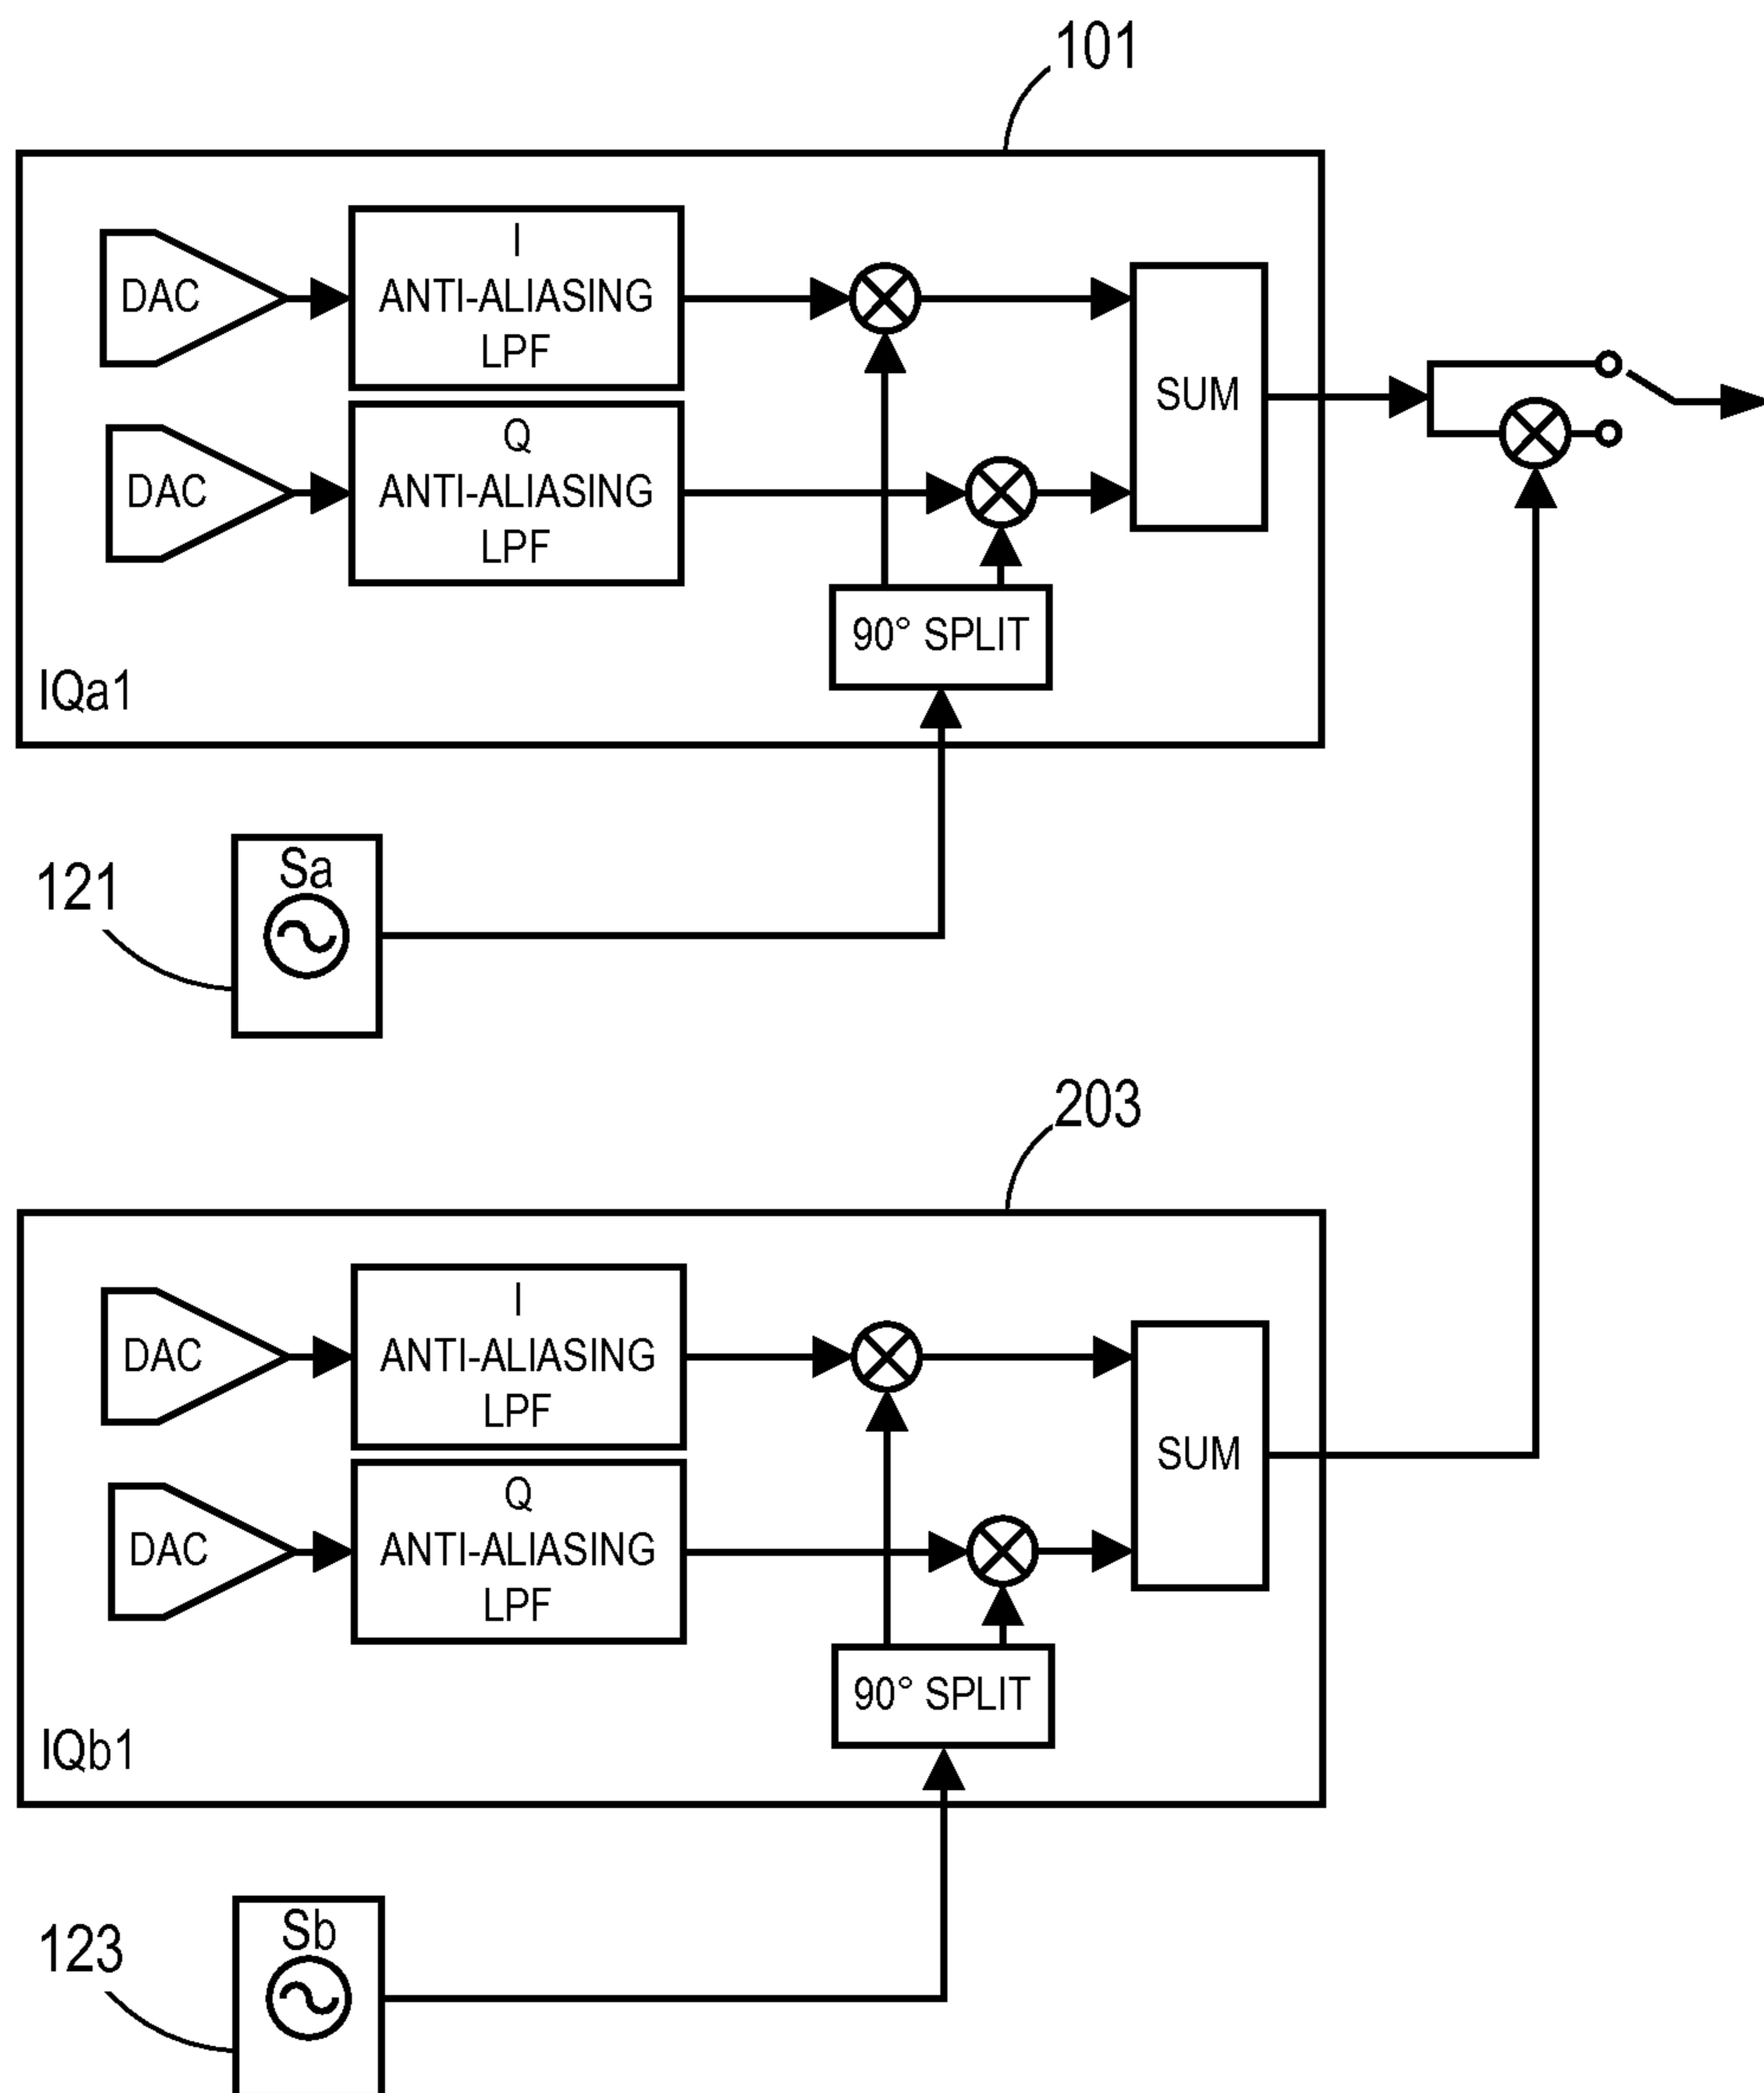 101
DAC
I
ANTI-ALIASING
LPF
SUM
DAC
Q
ANTI-ALIASING
LPF
90° SPLIT
IQa1
121
Sa
203
DAC
I
ANTI-ALIASING
LPF
SUM
DAC
Q
ANTI-ALIASING
LPF
90° SPLIT
IQb1
123
Sb